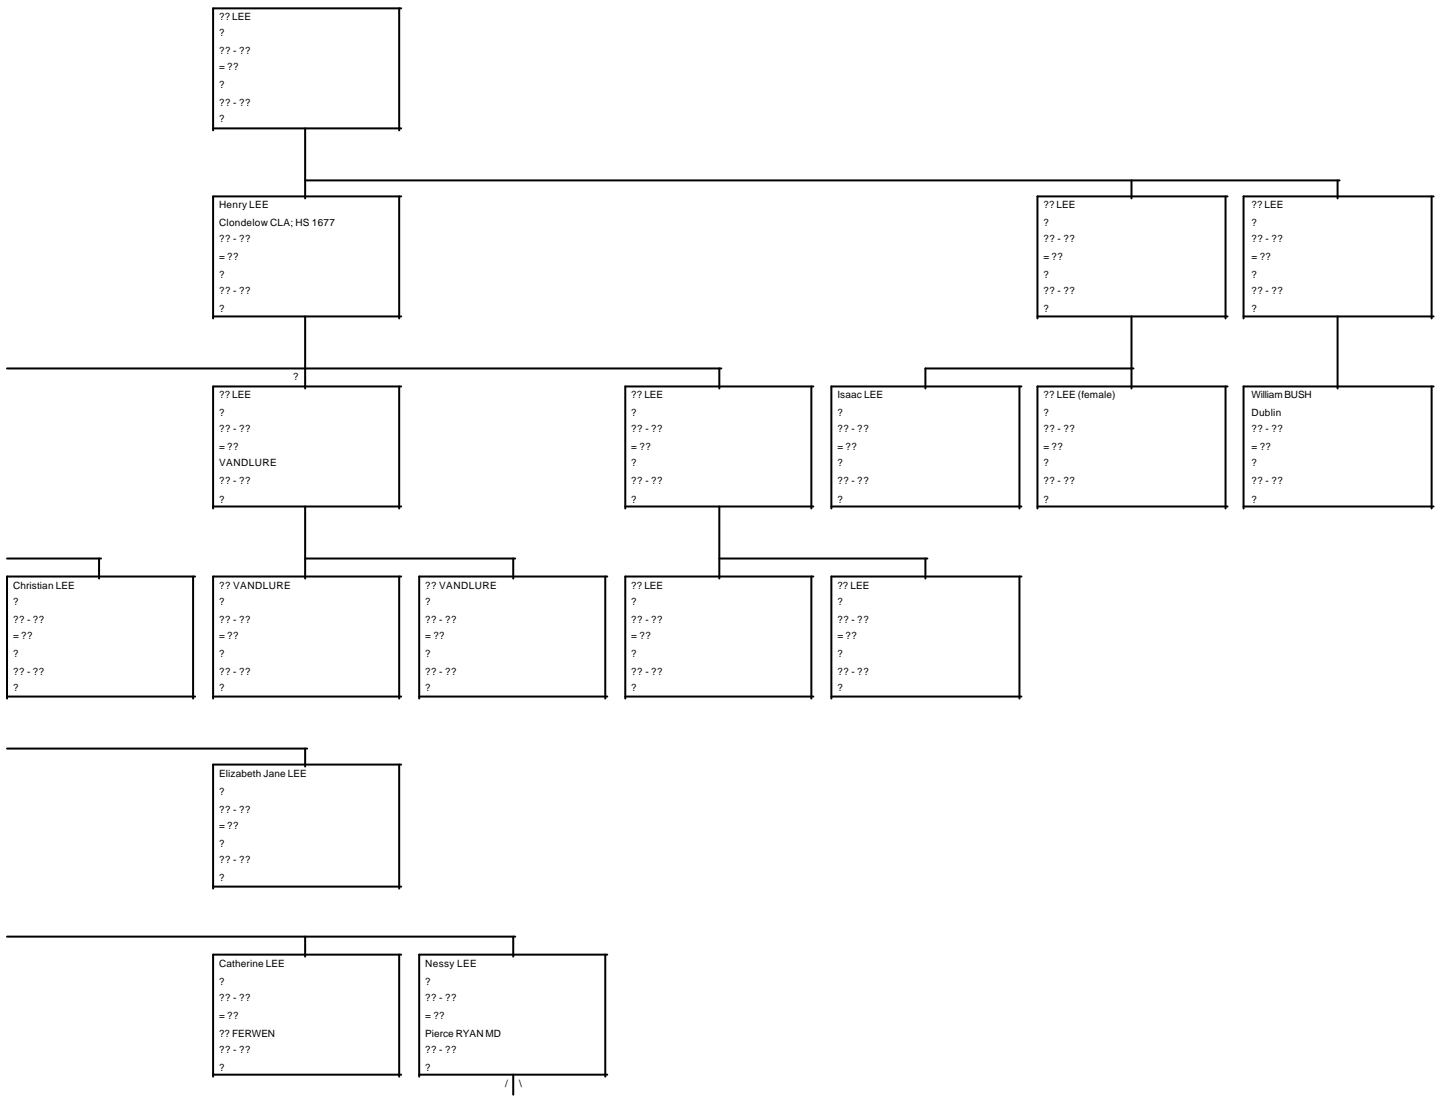 ?? LEE
?
?? - ??
= ??
?
?? - ??
?
Henry LEE
Clondelow CLA; HS 1677
?? - ??
= ??
?
?? - ??
?
?? LEE
?
?? - ??
= ??
?
?? - ??
?
?? LEE
?
?? - ??
= ??
?
?? - ??
?
?
?? LEE
?
?? - ??
= ??
VANDLURE
?? - ??
?
?? LEE
?
?? - ??
= ??
?
?? - ??
?
Isaac LEE
?
?? - ??
= ??
?
?? - ??
?
?? LEE (female)
?
?? - ??
= ??
?
?? - ??
?
William BUSH
Dublin
?? - ??
= ??
?
?? - ??
?
Christian LEE
?
?? - ??
= ??
?
?? - ??
?
?? VANDLURE
?
?? - ??
= ??
?
?? - ??
?
?? VANDLURE
?
?? - ??
= ??
?
?? - ??
?
?? LEE
?
?? - ??
= ??
?
?? - ??
?
?? LEE
?
?? - ??
= ??
?
?? - ??
?
Elizabeth Jane LEE
?
?? - ??
= ??
?
?? - ??
?
Catherine LEE
?
?? - ??
= ??
?? FERWEN
?? - ??
?
Nessy LEE
?
?? - ??
= ??
Pierce RYAN MD
?? - ??
?
/ \